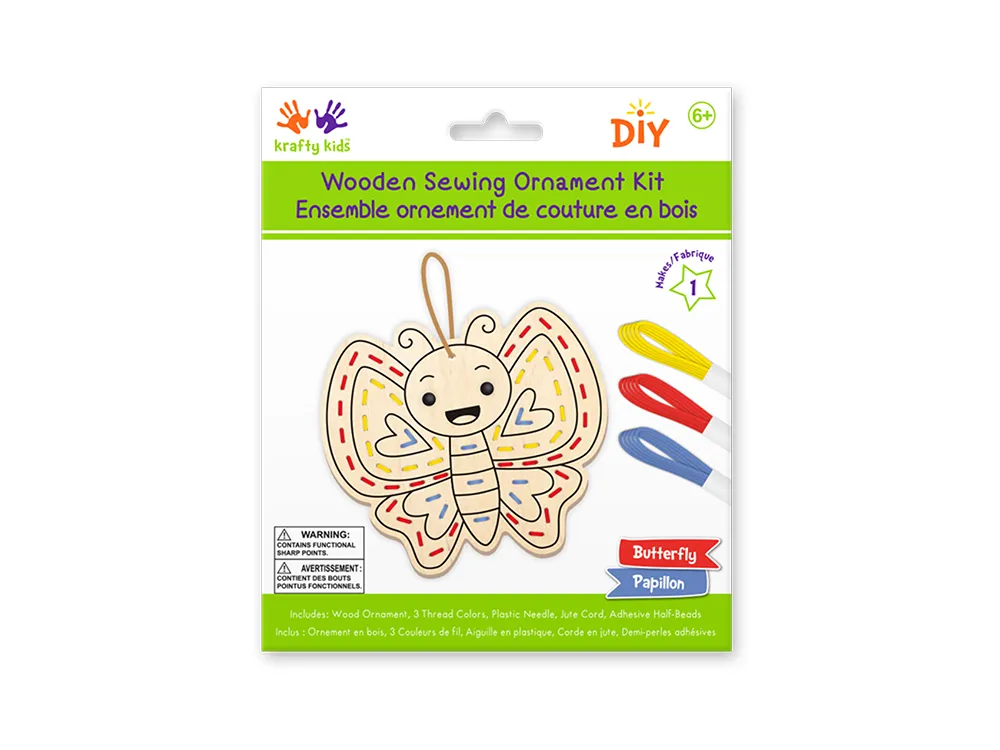 krafty kids™
DIY
6+
Wooden Sewing Ornament Kit
Ensemble ornement de couture en bois
Makes/Fabrique
1
WARNING:
CONTAINS FUNCTIONAL
SHARP POINTS.
AVERTISSEMENT:
CONTIENT DES BOUTS
POINTUS FONCTIONNELS.
Butterfly
Papillon
Includes: Wood Ornament, 3 Thread Colors, Plastic Needle, Jute Cord, Adhesive Half-Beads
Inclus : Ornement en bois, 3 Couleurs de fil, Aiguille en plastique, Corde en jute, Demi-perles adhésives